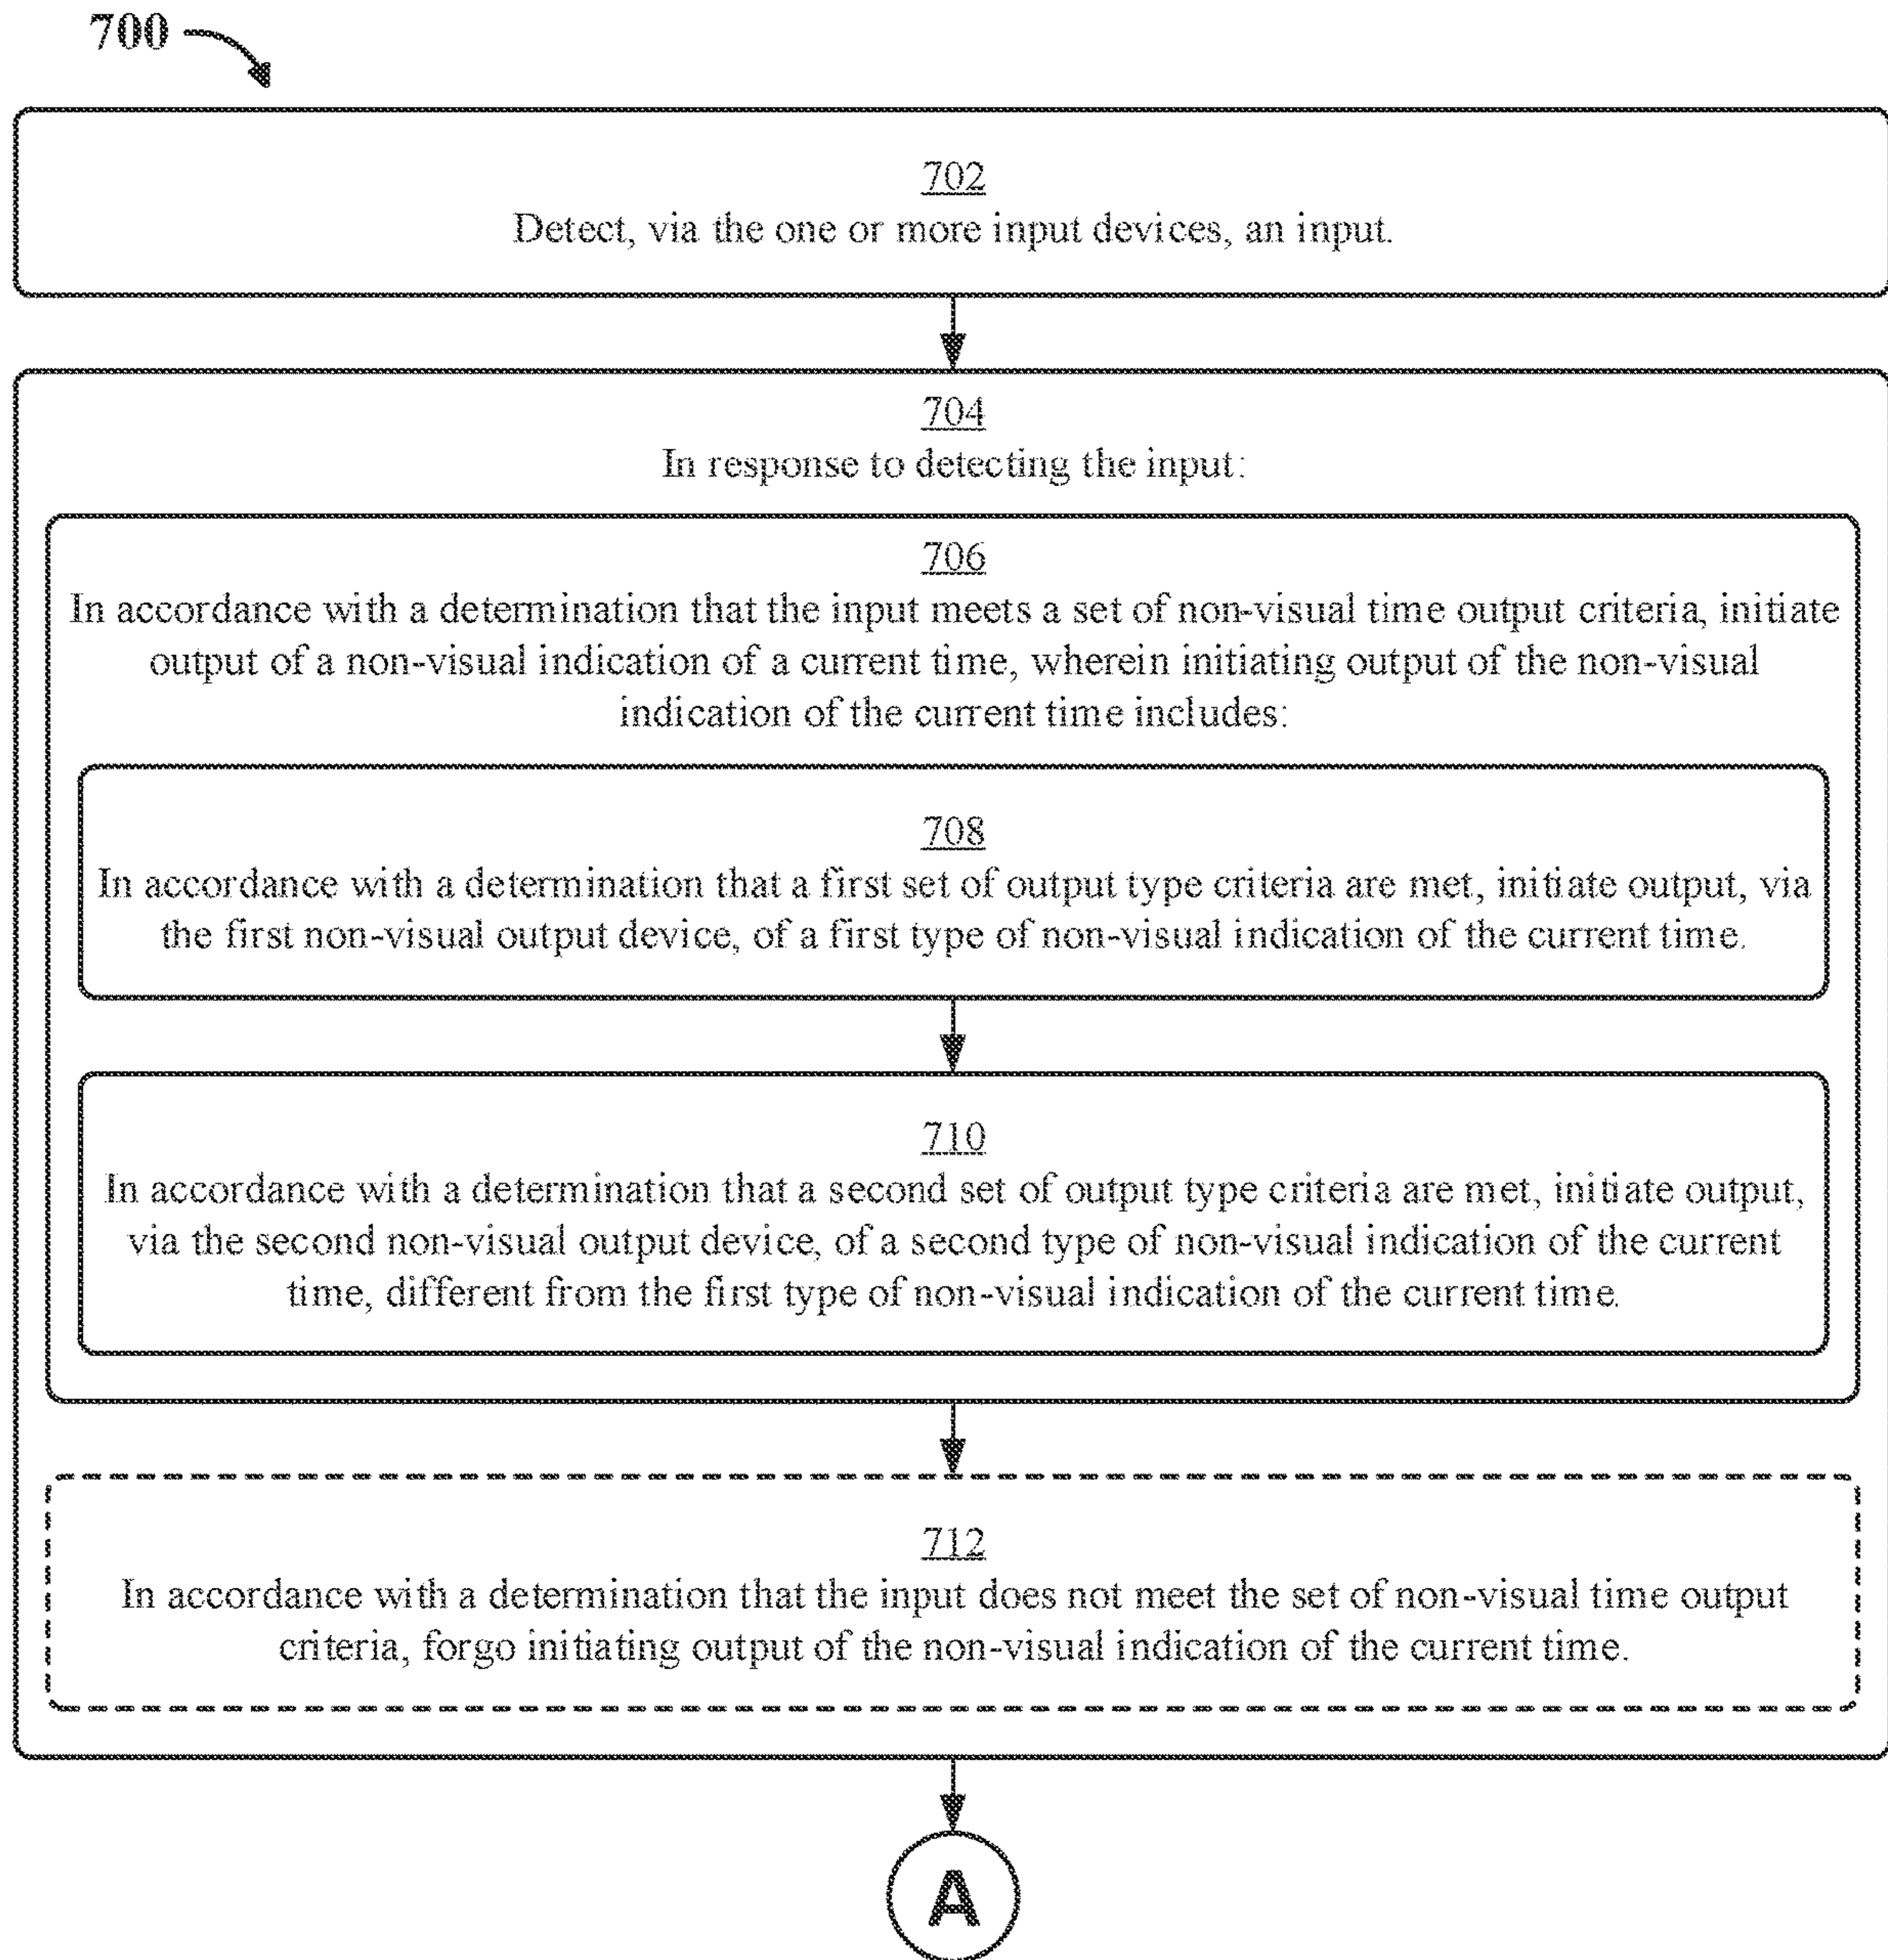 700
702
Detect, via the one or more input devices, an input.
704
In response to detecting the input:
706
In accordance with a determination that the input meets a set of non-visual time output criteria, initiate
output of a non-visual indication of a current time, wherein initiating output of the non-visual
indication of the current time includes:
708
In accordance with a determination that a first set of output type criteria are met, initiate output, via
the first non-visual output device, of a first type of non-visual indication of the current time.
710
In accordance with a determination that a second set of output type criteria are met, initiate output,
via the second non-visual output device, of a second type of non-visual indication of the current
time, different from the first type of non-visual indication of the current time.
712
In accordance with a determination that the input does not meet the set of non-visual time output
criteria, forgo initiating output of the non-visual indication of the current time.
A